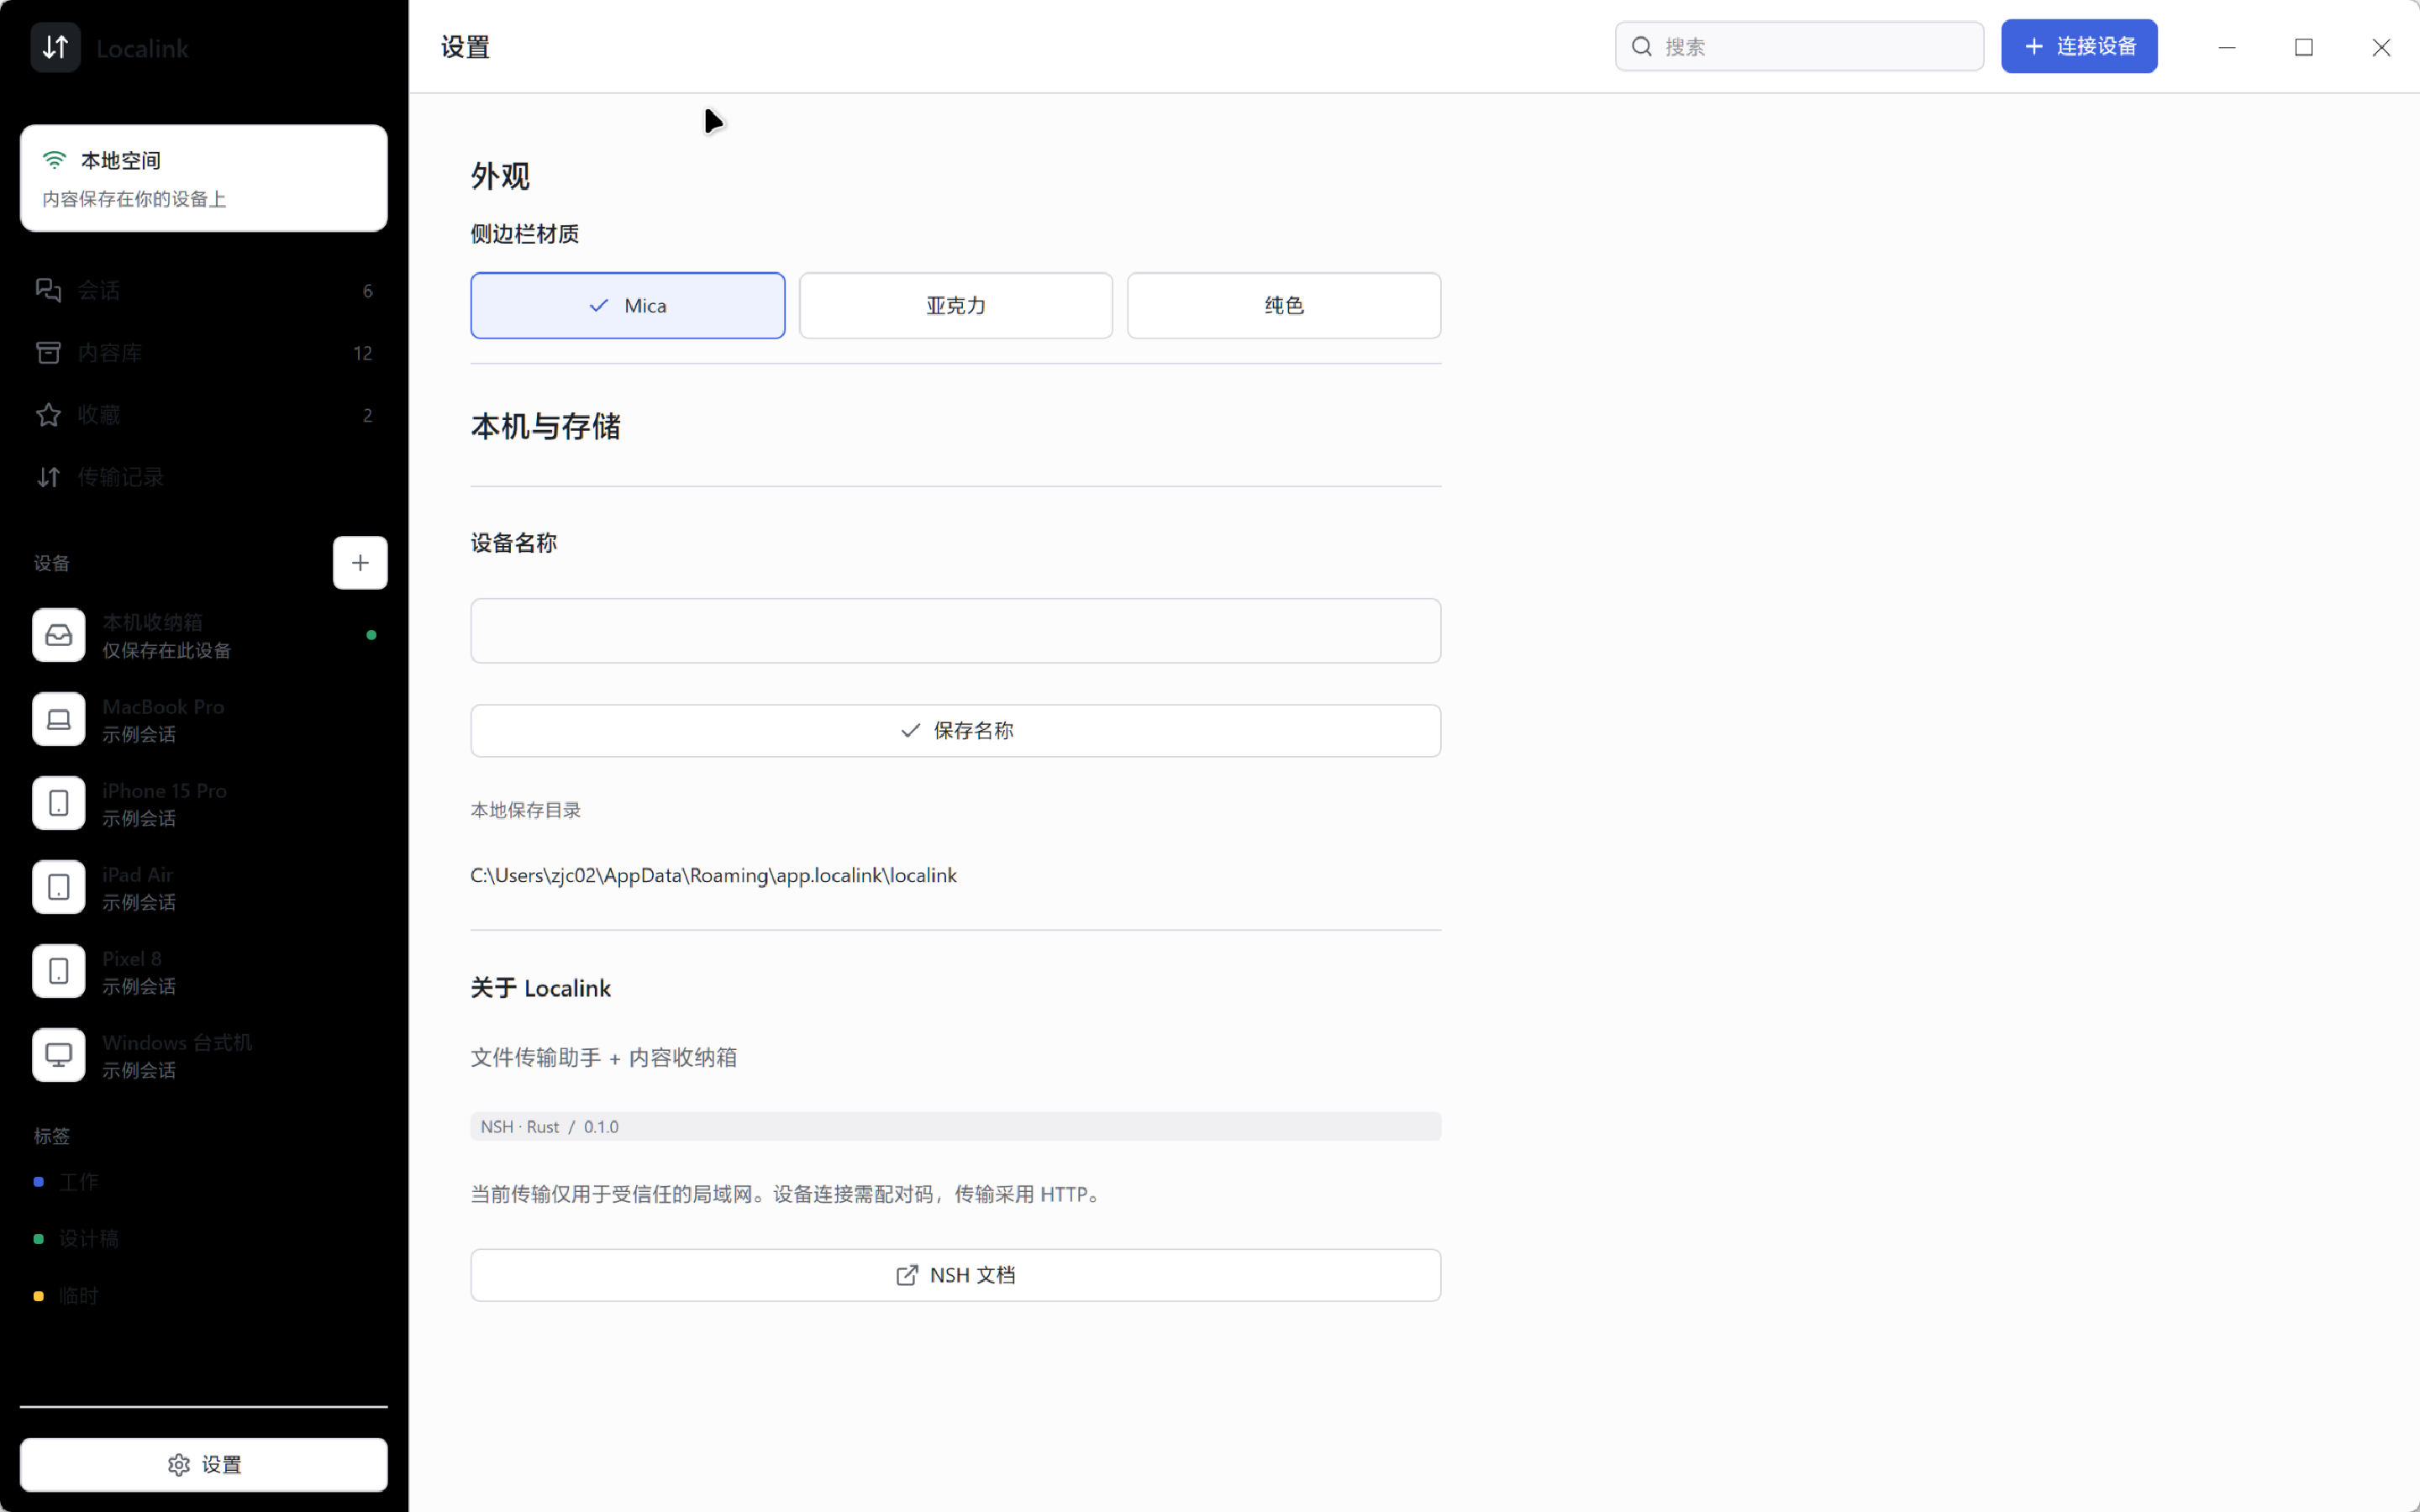 Localink
本地空间
内容保存在你的设备上
会话 6
内容库 12
收藏 2
传输记录
设备
本机收纳箱
仅保存在此设备
MacBook Pro
示例会话
iPhone 15 Pro
示例会话
iPad Air
示例会话
Pixel 8
示例会话
Windows 台式机
示例会话
标签
工作
设计稿
临时
设置
设置
搜索
连接设备
外观
侧边栏材质
Mica
亚克力
纯色
本机与存储
设备名称
保存名称
本地保存目录
C:\Users\zjc02\AppData\Roaming\app.localink\localink
关于 Localink
文件传输助手 + 内容收纳箱
NSH · Rust / 0.1.0
当前传输仅用于受信任的局域网。设备连接需配对码，传输采用 HTTP。
NSH 文档